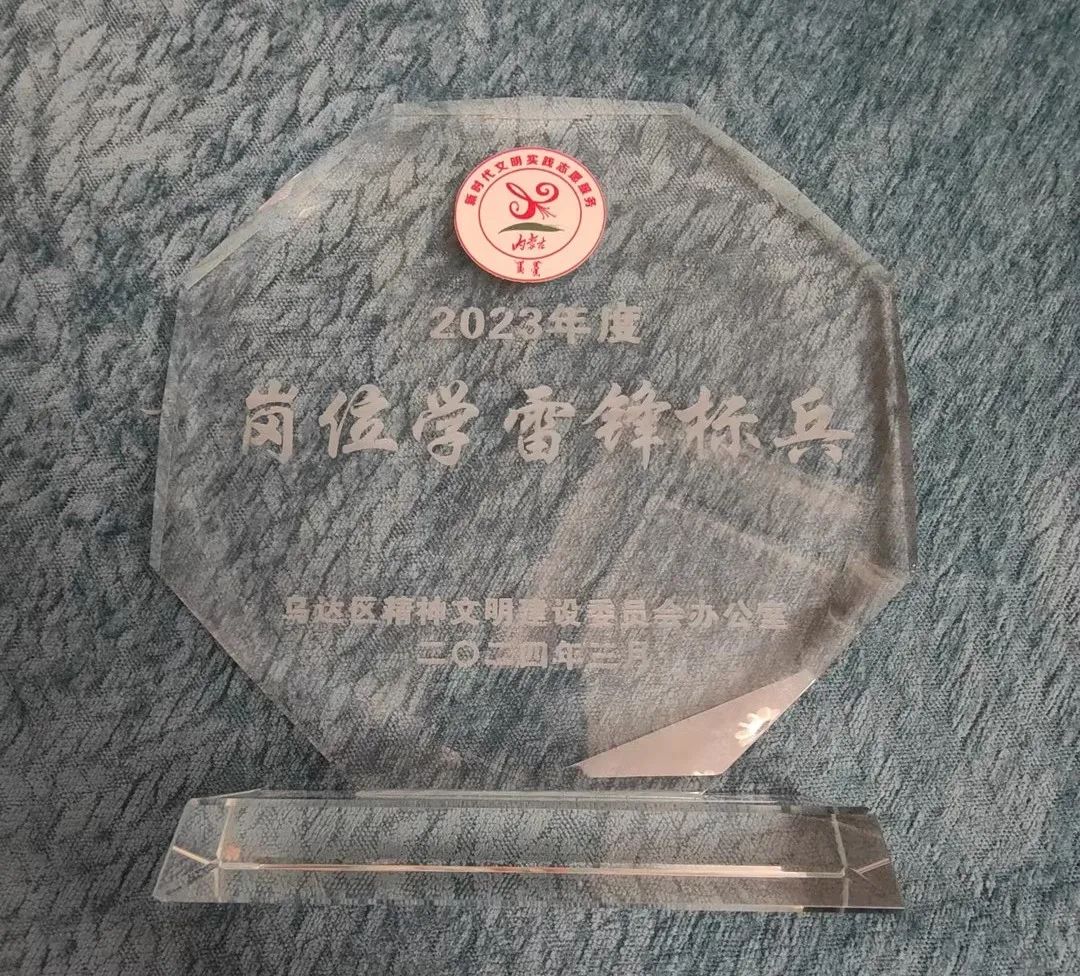 新时代文明实践志愿服务
内蒙古
2023年度
岗位学雷锋标兵
乌达区精神文明建设委员会办公室
二〇二四年三月